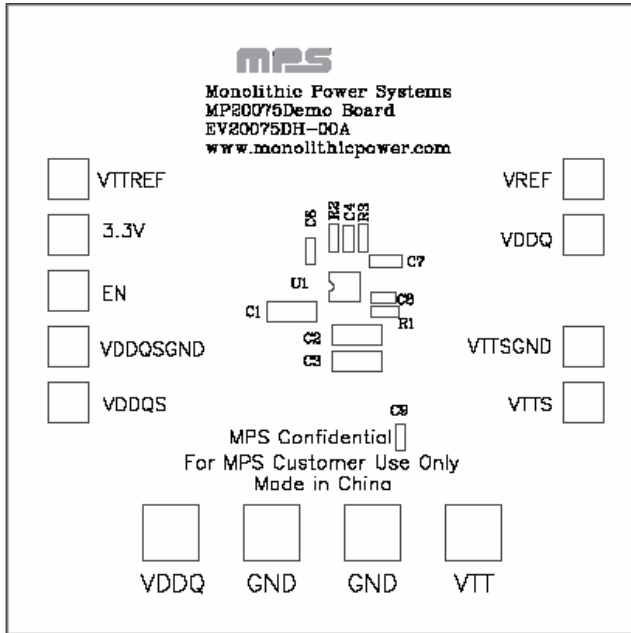 MPS
Monolithic Power Systems
MP20075Demo Board
EV20075DH-00A
www.monolithicpower.com
VTTREF
VREF
3.3V
VDDQ
C5
R2
C4
R3
C7
U1
EN
C6
C1
R1
C2
C3
VDDQSGND
VTTSGND
VDDQS
VTTS
C9
MPS Confidential
For MPS Customer Use Only
Made in China
VDDQ
GND
GND
VTT